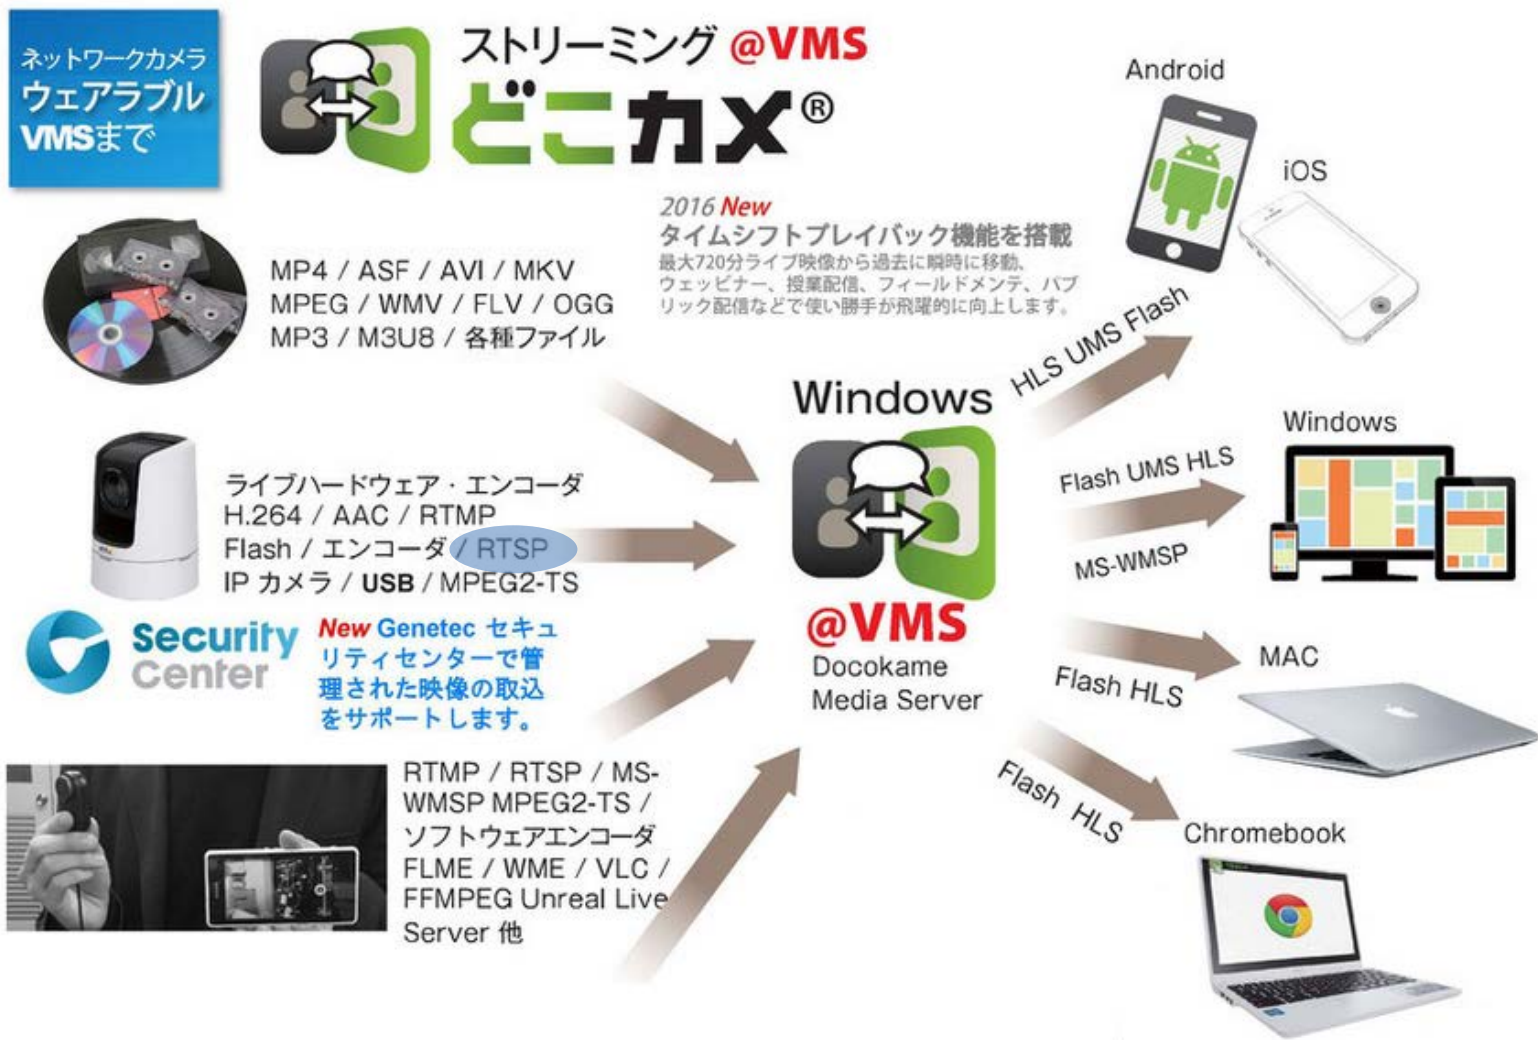 ネットワークカメラ
ウェアラブル
VMSまで
ストリーミング @VMS
どこカメ®
2016 New
タイムシフトプレイバック機能を搭載
最大720分ライブ映像から過去に瞬時に移動、
ウェッビナー、授業配信、フィールドメンテ、パブ
リック配信などで使い勝手が飛躍的に向上します。
MP4 / ASF / AVI / MKV
MPEG / WMV / FLV / OGG
MP3 / M3U8 / 各種ファイル
ライブハードウェア・エンコーダ
H.264 / AAC / RTMP
Flash / エンコーダ / RTSP
IP カメラ / USB / MPEG2-TS
Security
Center
New Genetec セキュ
リティセンターで管
理された映像の取込
をサポートします。
RTMP / RTSP / MS-
WMSP MPEG2-TS /
ソフトウェアエンコーダ
FLME / WME / VLC /
FFMPEG Unreal Live
Server 他
Windows
@VMS
Docokame
Media Server
HLS UMS Flash
Android
iOS
Flash UMS HLS
MS-WMSP
Windows
Flash HLS
MAC
Flash HLS
Chromebook